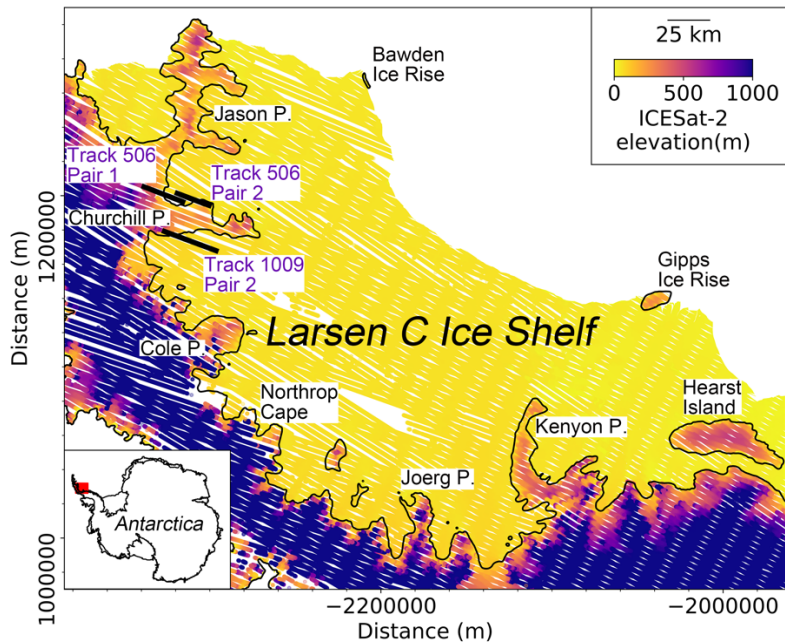 25 km
0 500 1000
ICESat-2
elevation(m)
Bawden
Ice Rise
Jason P.
Track 506
Pair 1
Track 506
Pair 2
Churchill P.
Track 1009
Pair 2
Gipps
Ice Rise
Larsen C Ice Shelf
Cole P.
Northrop
Cape
Hearst
Island
Kenyon P.
Joerg P.
Antarctica
1200000
1000000
Distance (m)
−2200000
−2000000
Distance (m)